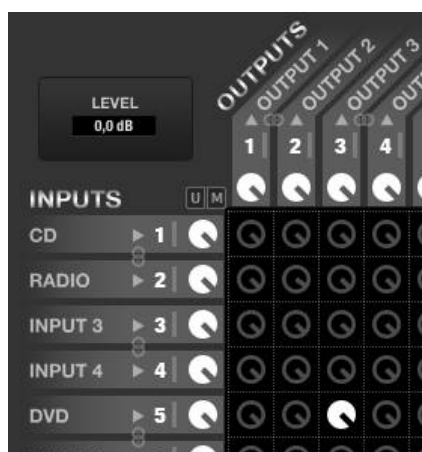 OUTPUTS
OUTPUT 1
OUTPUT 2
OUTPUT 3
LEVEL
0,0 dB
1 2 3 4
INPUTS U M
CD 1
RADIO 2
INPUT 3 3
INPUT 4 4
DVD 5